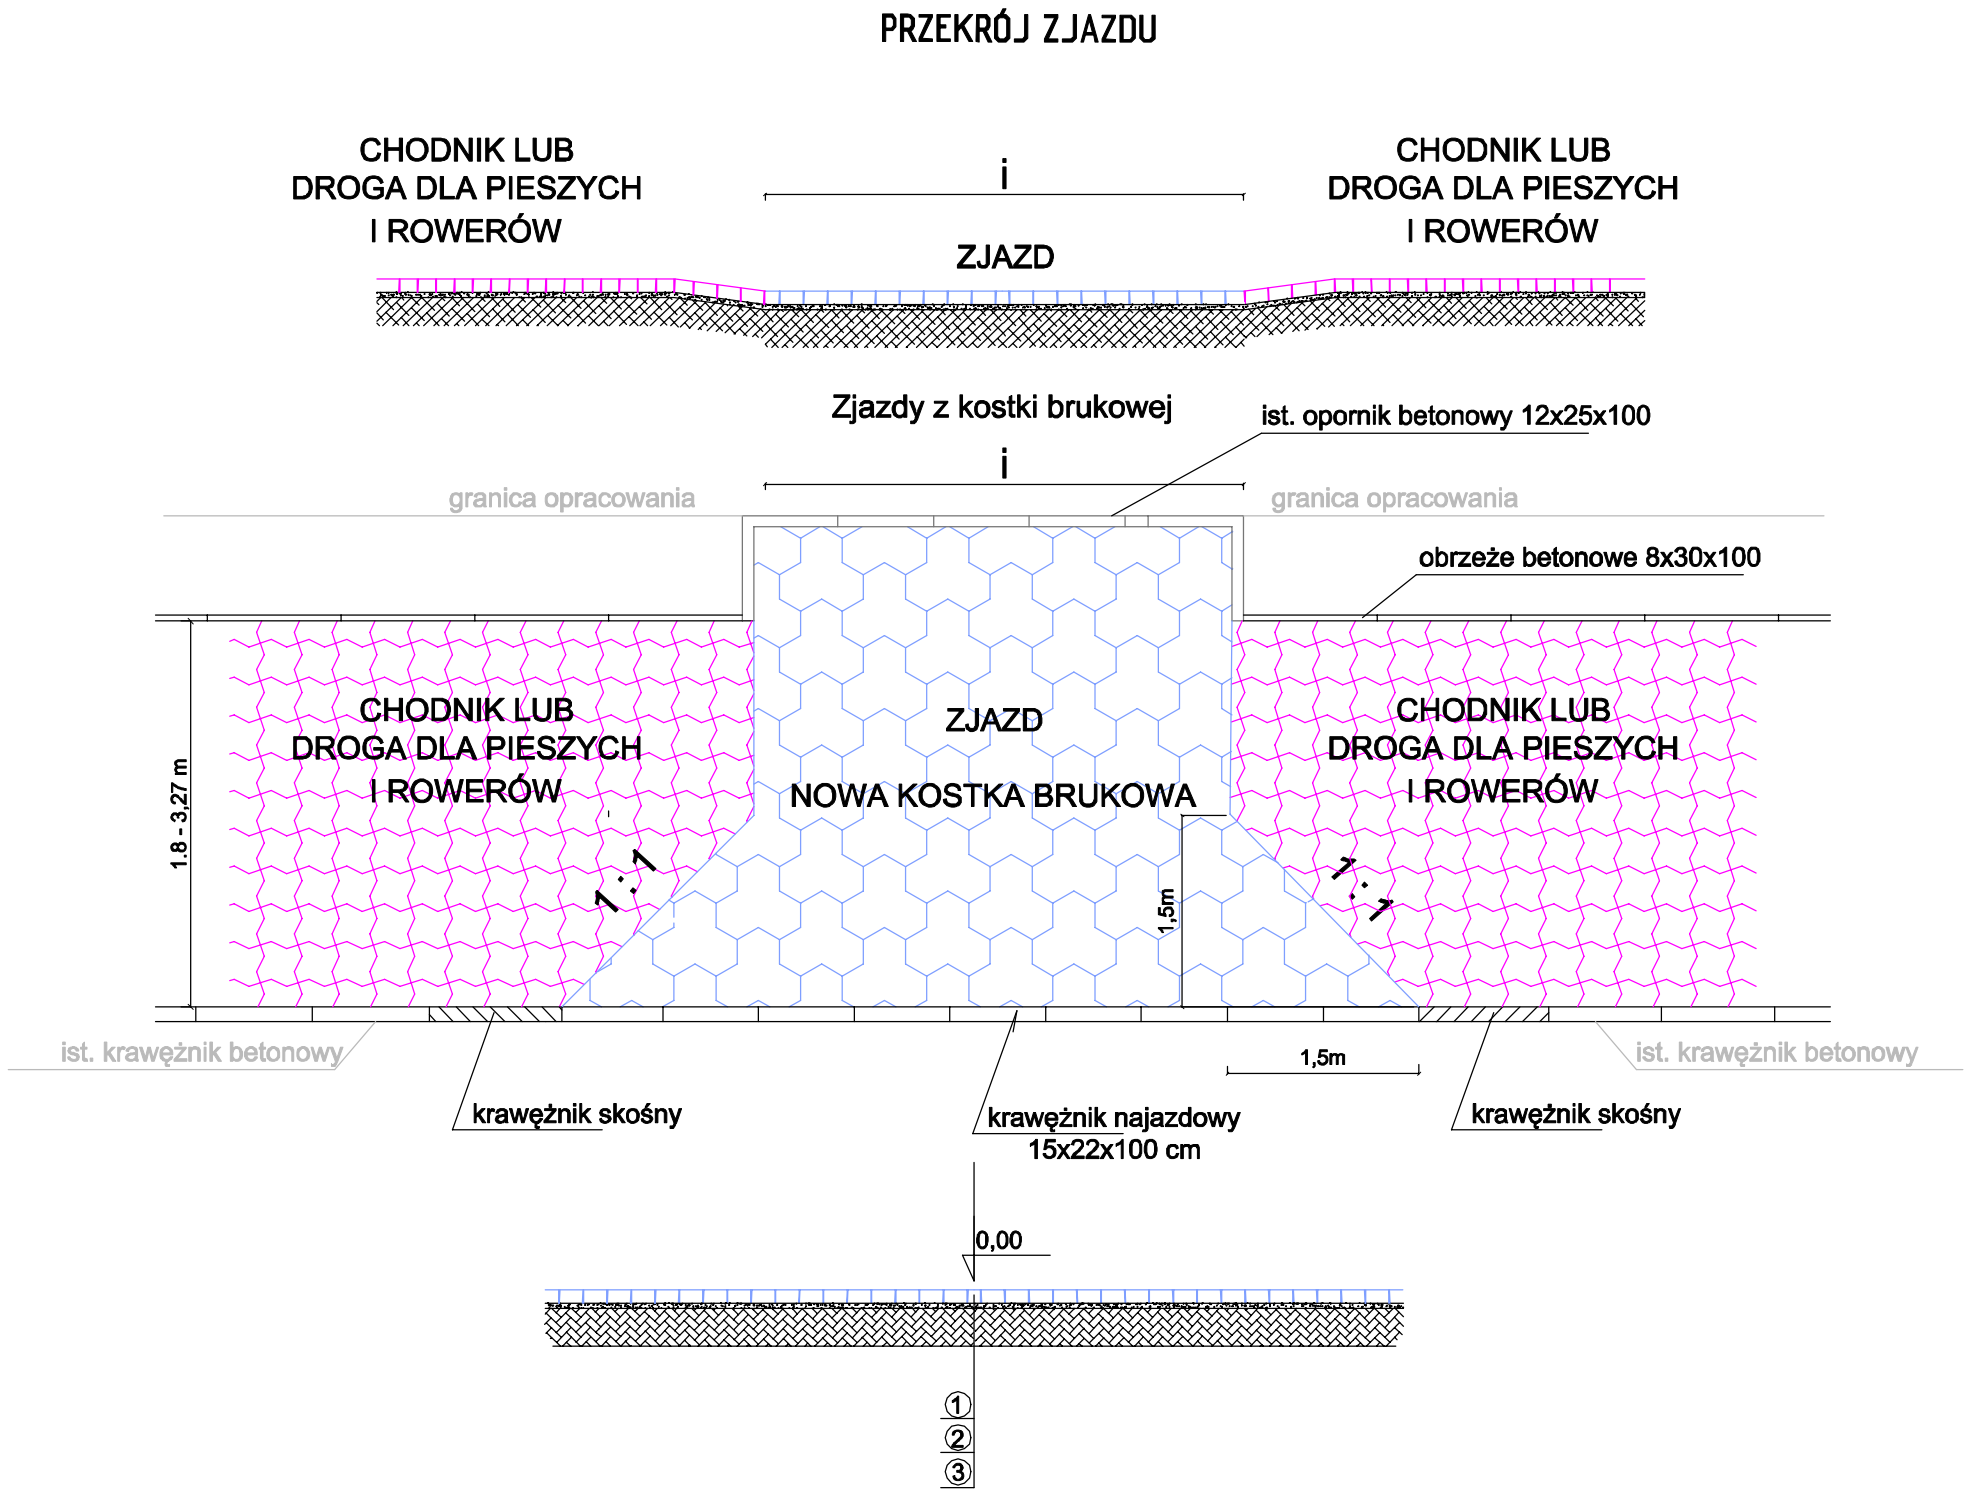 PRZEKRÓJ ZJAZDU
CHODNIK LUB
DROGA DLA PIESZYCH
I ROWERÓW
i
ZJAZD
CHODNIK LUB
DROGA DLA PIESZYCH
I ROWERÓW
Zjazdy z kostki brukowej
ist. opornik betonowy 12x25x100
i
granica opracowania
granica opracowania
obrzeże betonowe 8x30x100
CHODNIK LUB
DROGA DLA PIESZYCH
I ROWERÓW
ZJAZD
NOWA KOSTKA BRUKOWA
CHODNIK LUB
DROGA DLA PIESZYCH
I ROWERÓW
1.8 - 3,27 m
1:1
1:1
1,5m
1,5m
ist. krawężnik betonowy
ist. krawężnik betonowy
krawężnik skośny
krawężnik najazdowy
15x22x100 cm
krawężnik skośny
0,00
1
2
3